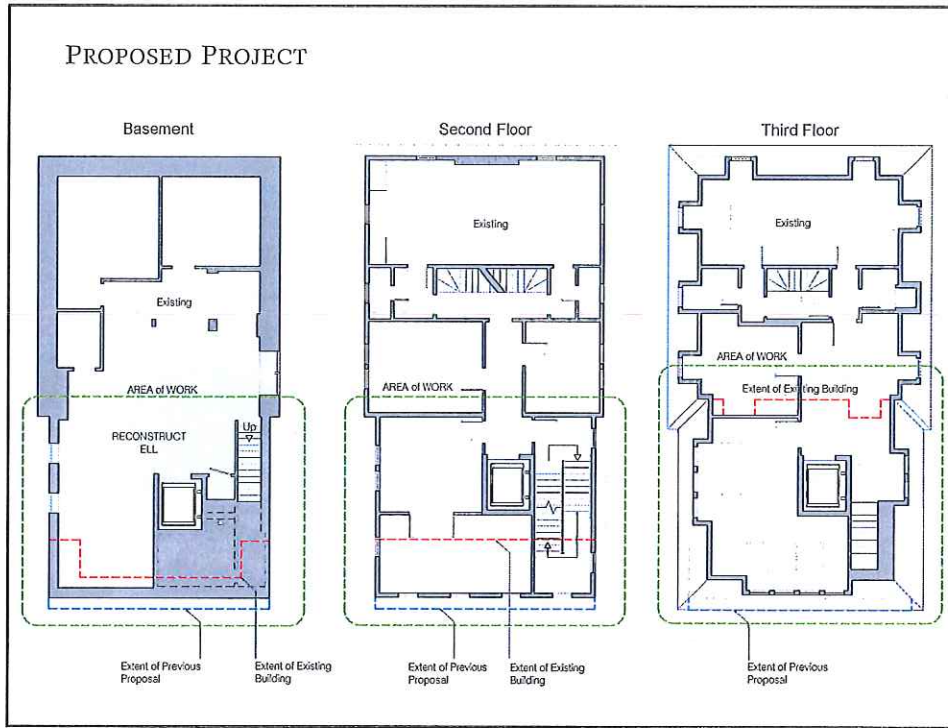 PROPOSED PROJECT
Basement
Second Floor
Third Floor
Existing
Existing
Existing
AREA of WORK
AREA of WORK
AREA of WORK
Extent of Existing Building
RECONSTRUCT
ELL
Up
Extent of Previous
Proposal
Extent of Existing
Building
Extent of Previous
Proposal
Extent of Existing
Building
Extent of Previous
Proposal